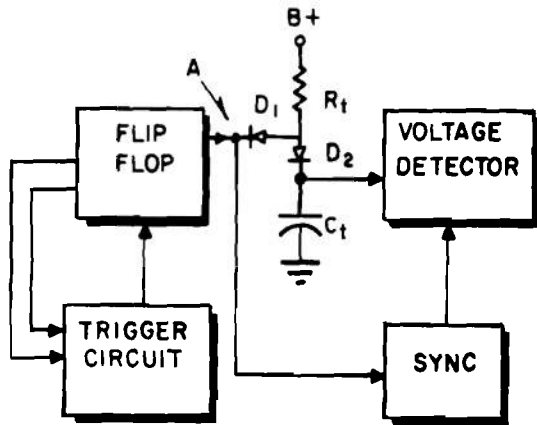 B+
A
D1
Rt
FLIP
FLOP
D2
VOLTAGE
DETECTOR
Ct
TRIGGER
CIRCUIT
SYNC